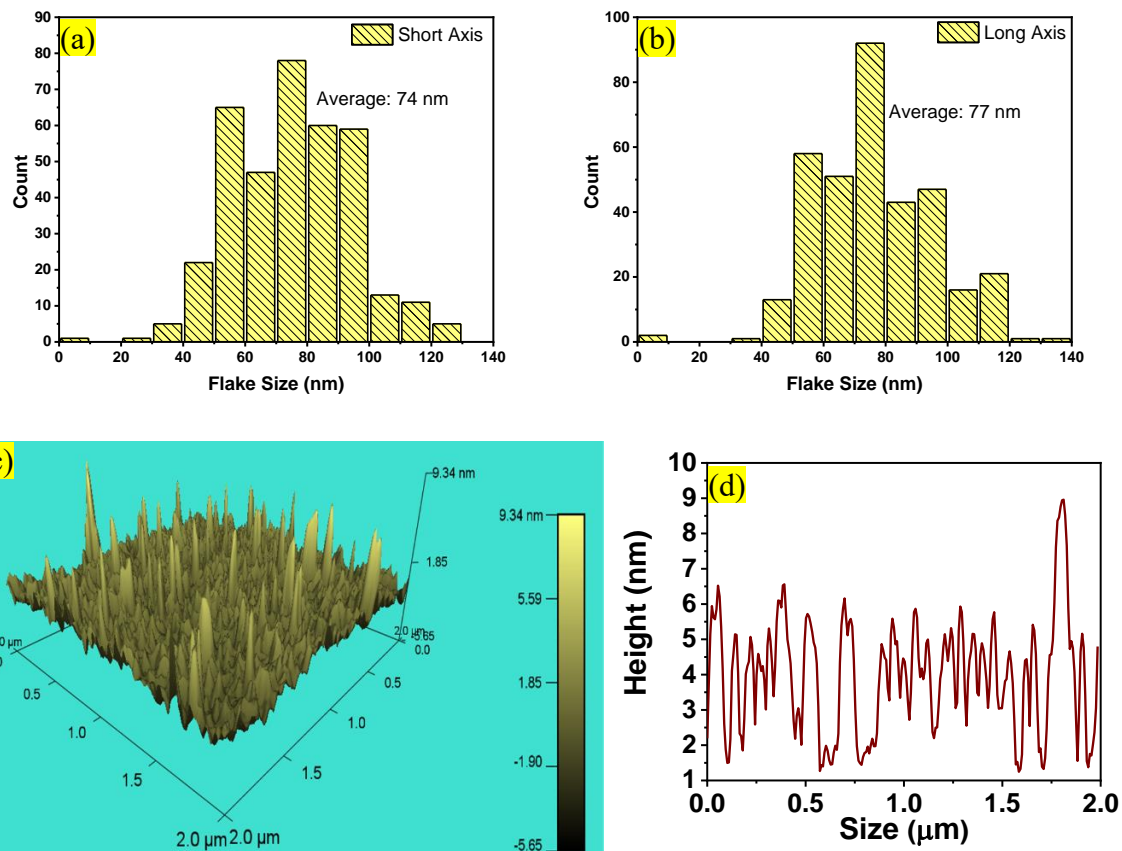 (a)
Short Axis
Average: 74 nm
90
80
70
60
50
40
30
20
10
0
Count
0 20 40 60 80 100 120 140
Flake Size (nm)
(b)
Long Axis
Average: 77 nm
100
80
60
40
20
0
Count
0 20 40 60 80 100 120 140
Flake Size (nm)
c)
9.34 nm
1.85
-5.65
0.0
2.0 µm
0.5
1.0
1.5
2.0 µm
0 µm
0.5
1.0
1.5
2.0 µm
9.34 nm
5.59
1.85
-1.90
-5.65
(d)
10
9
8
7
6
5
4
3
2
1
Height (nm)
0.0 0.5 1.0 1.5 2.0
Size (µm)